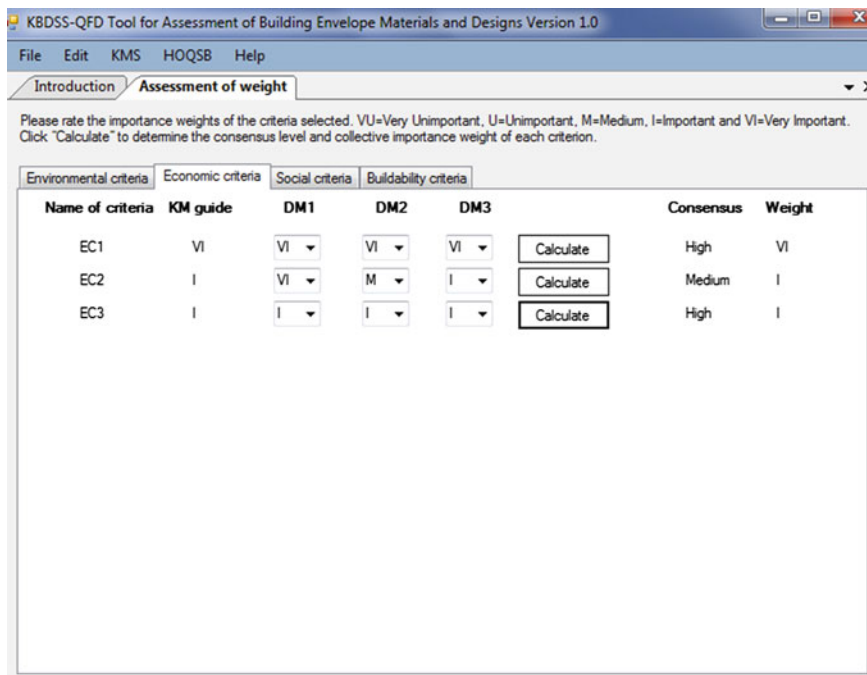 KBDSS-QFD Tool for Assessment of Building Envelope Materials and Designs Version 1.0
File Edit KMS HOQSB Help
Introduction Assessment of weight
Please rate the importance weights of the criteria selected. VU=Very Unimportant, U=Unimportant, M=Medium, I=Important and VI=Very Important.
Click "Calculate" to determine the consensus level and collective importance weight of each criterion.
Environmental criteria Economic criteria Social criteria Buildability criteria
Name of criteria KM guide DM1 DM2 DM3 Consensus Weight
EC1 VI VI VI VI Calculate High VI
EC2 I VI M I Calculate Medium I
EC3 I I I I Calculate High I